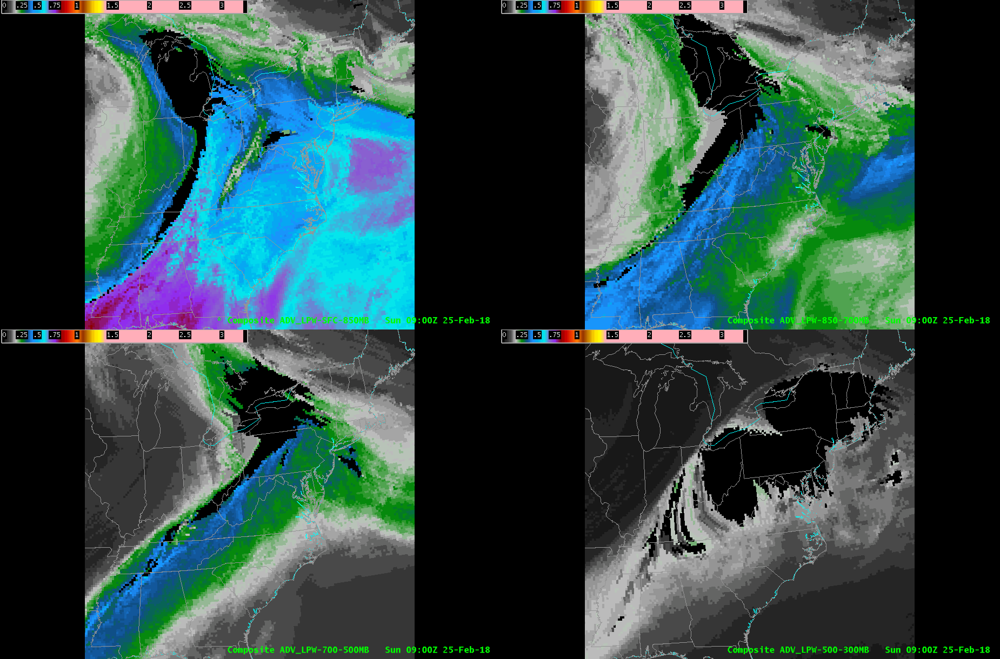 0 .25 .5 .75 1 1.5 2 2.5 3
0 .25 .5 .75 1 1.5 2 2.5 3
* Composite ADV_LPW-SFC-850MB Sun 09:00Z 25-Feb-18
Composite ADV_LPW-850-700MB Sun 09:00Z 25-Feb-18
0 .25 .5 .75 1 1.5 2 2.5 3
0 .25 .5 .75 1 1.5 2 2.5 3
Composite ADV_LPW-700-500MB Sun 09:00Z 25-Feb-18
Composite ADV_LPW-500-300MB Sun 09:00Z 25-Feb-18